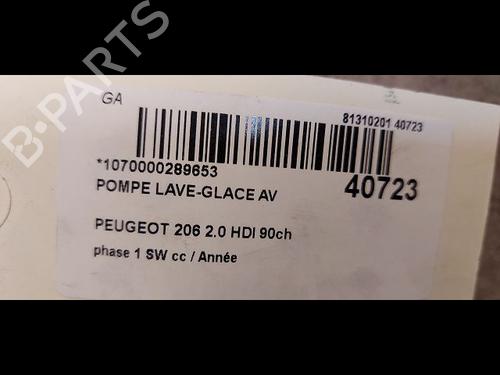 B-PARTS
GA
81310201 40723
*1070000289653
40723
POMPE LAVE-GLACE AV
PEUGEOT 206 2.0 HDI 90ch
phase 1 SW cc / Année